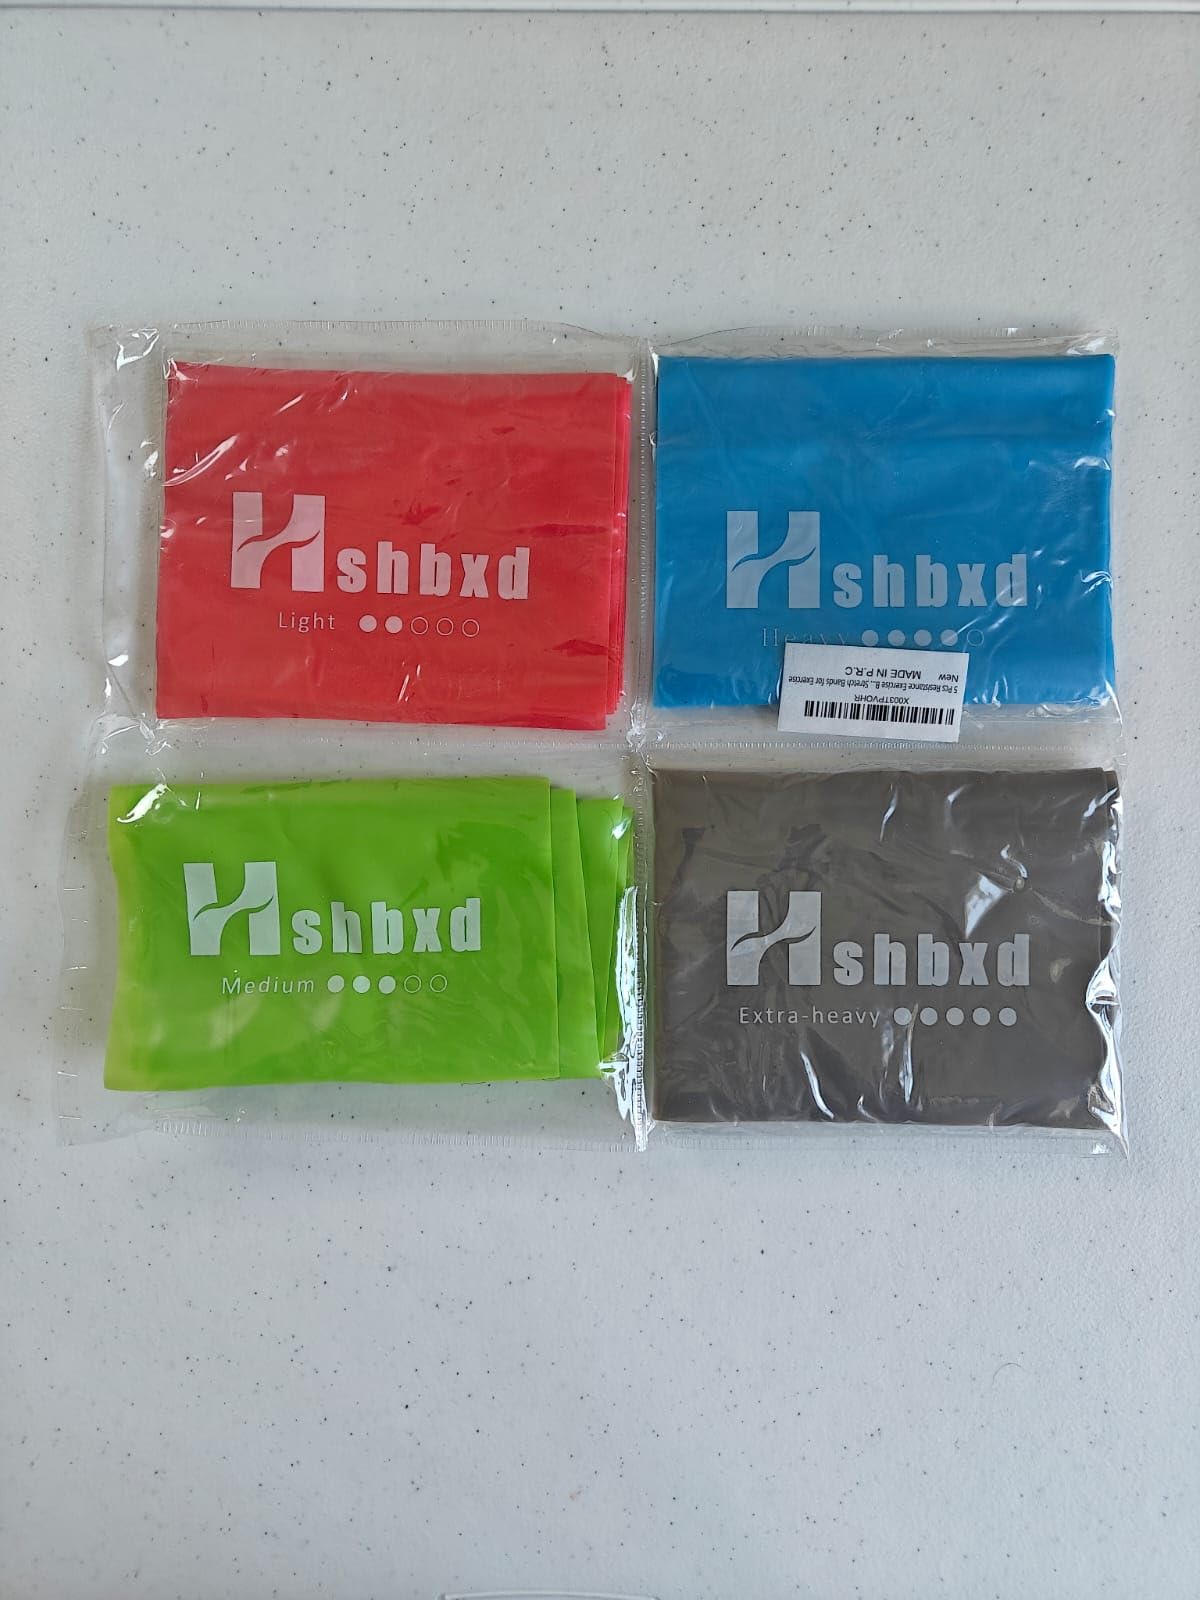 Hshbxd
Light
Hshbxd
Heavy
X003TPVOHR
5 Pcs Resistance Exercise B... Stretch Bands for Exercise
New
MADE IN P.R.C
Hshbxd
Medium
Hshbxd
Extra-heavy